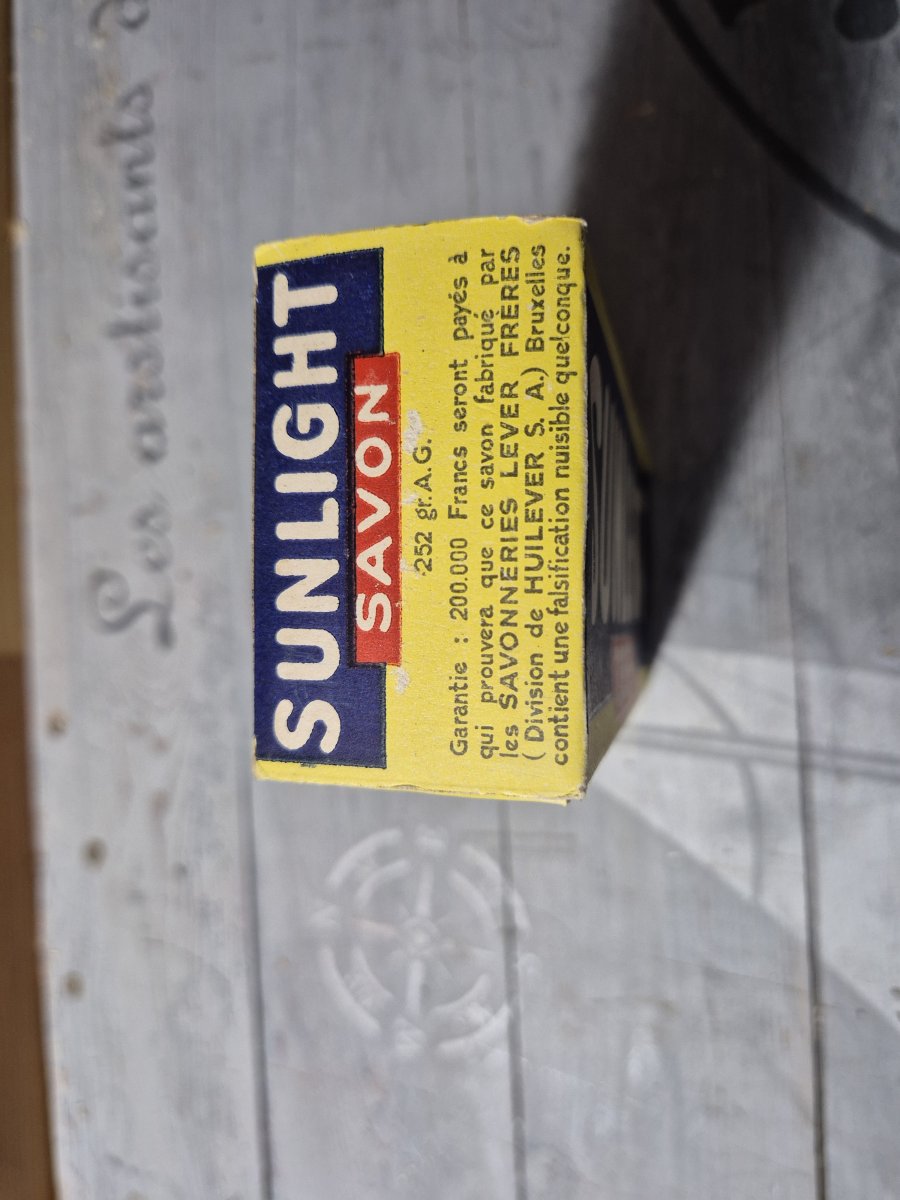 Les arstisants
SUNLIGHT
SAVON
252 gr.A.G.
Garantie : 200.000 Francs seront payés à
qui prouvera que ce savon fabriqué par
les SAVONNERIES LEVER FRÈRES
( Division de HUILEVER S. A.) Bruxelles
contient une falsification nuisible quelconque.